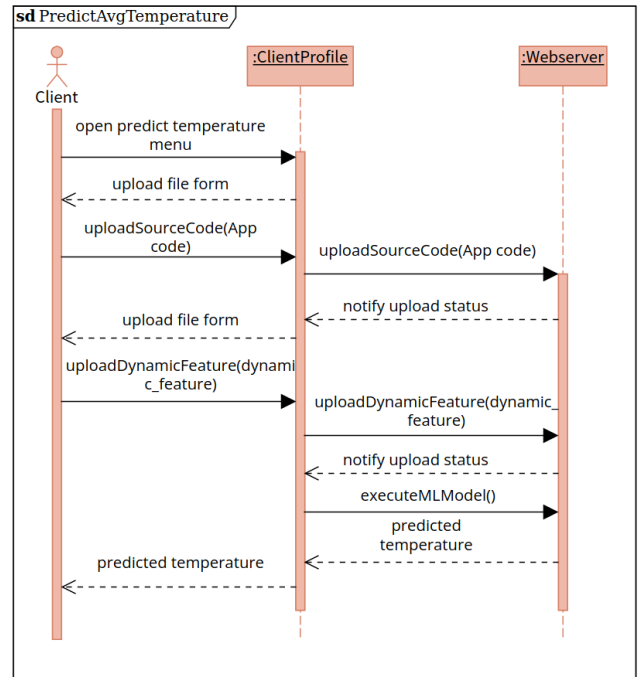 sd PredictAvgTemperature
:ClientProfile
:Webserver
Client
open predict temperature
menu
upload file form
uploadSourceCode(App
code)
uploadSourceCode(App code)
notify upload status
upload file form
uploadDynamicFeature(dynami
c_feature)
uploadDynamicFeature(dynamic_
feature)
notify upload status
executeMLModel()
predicted
temperature
predicted temperature